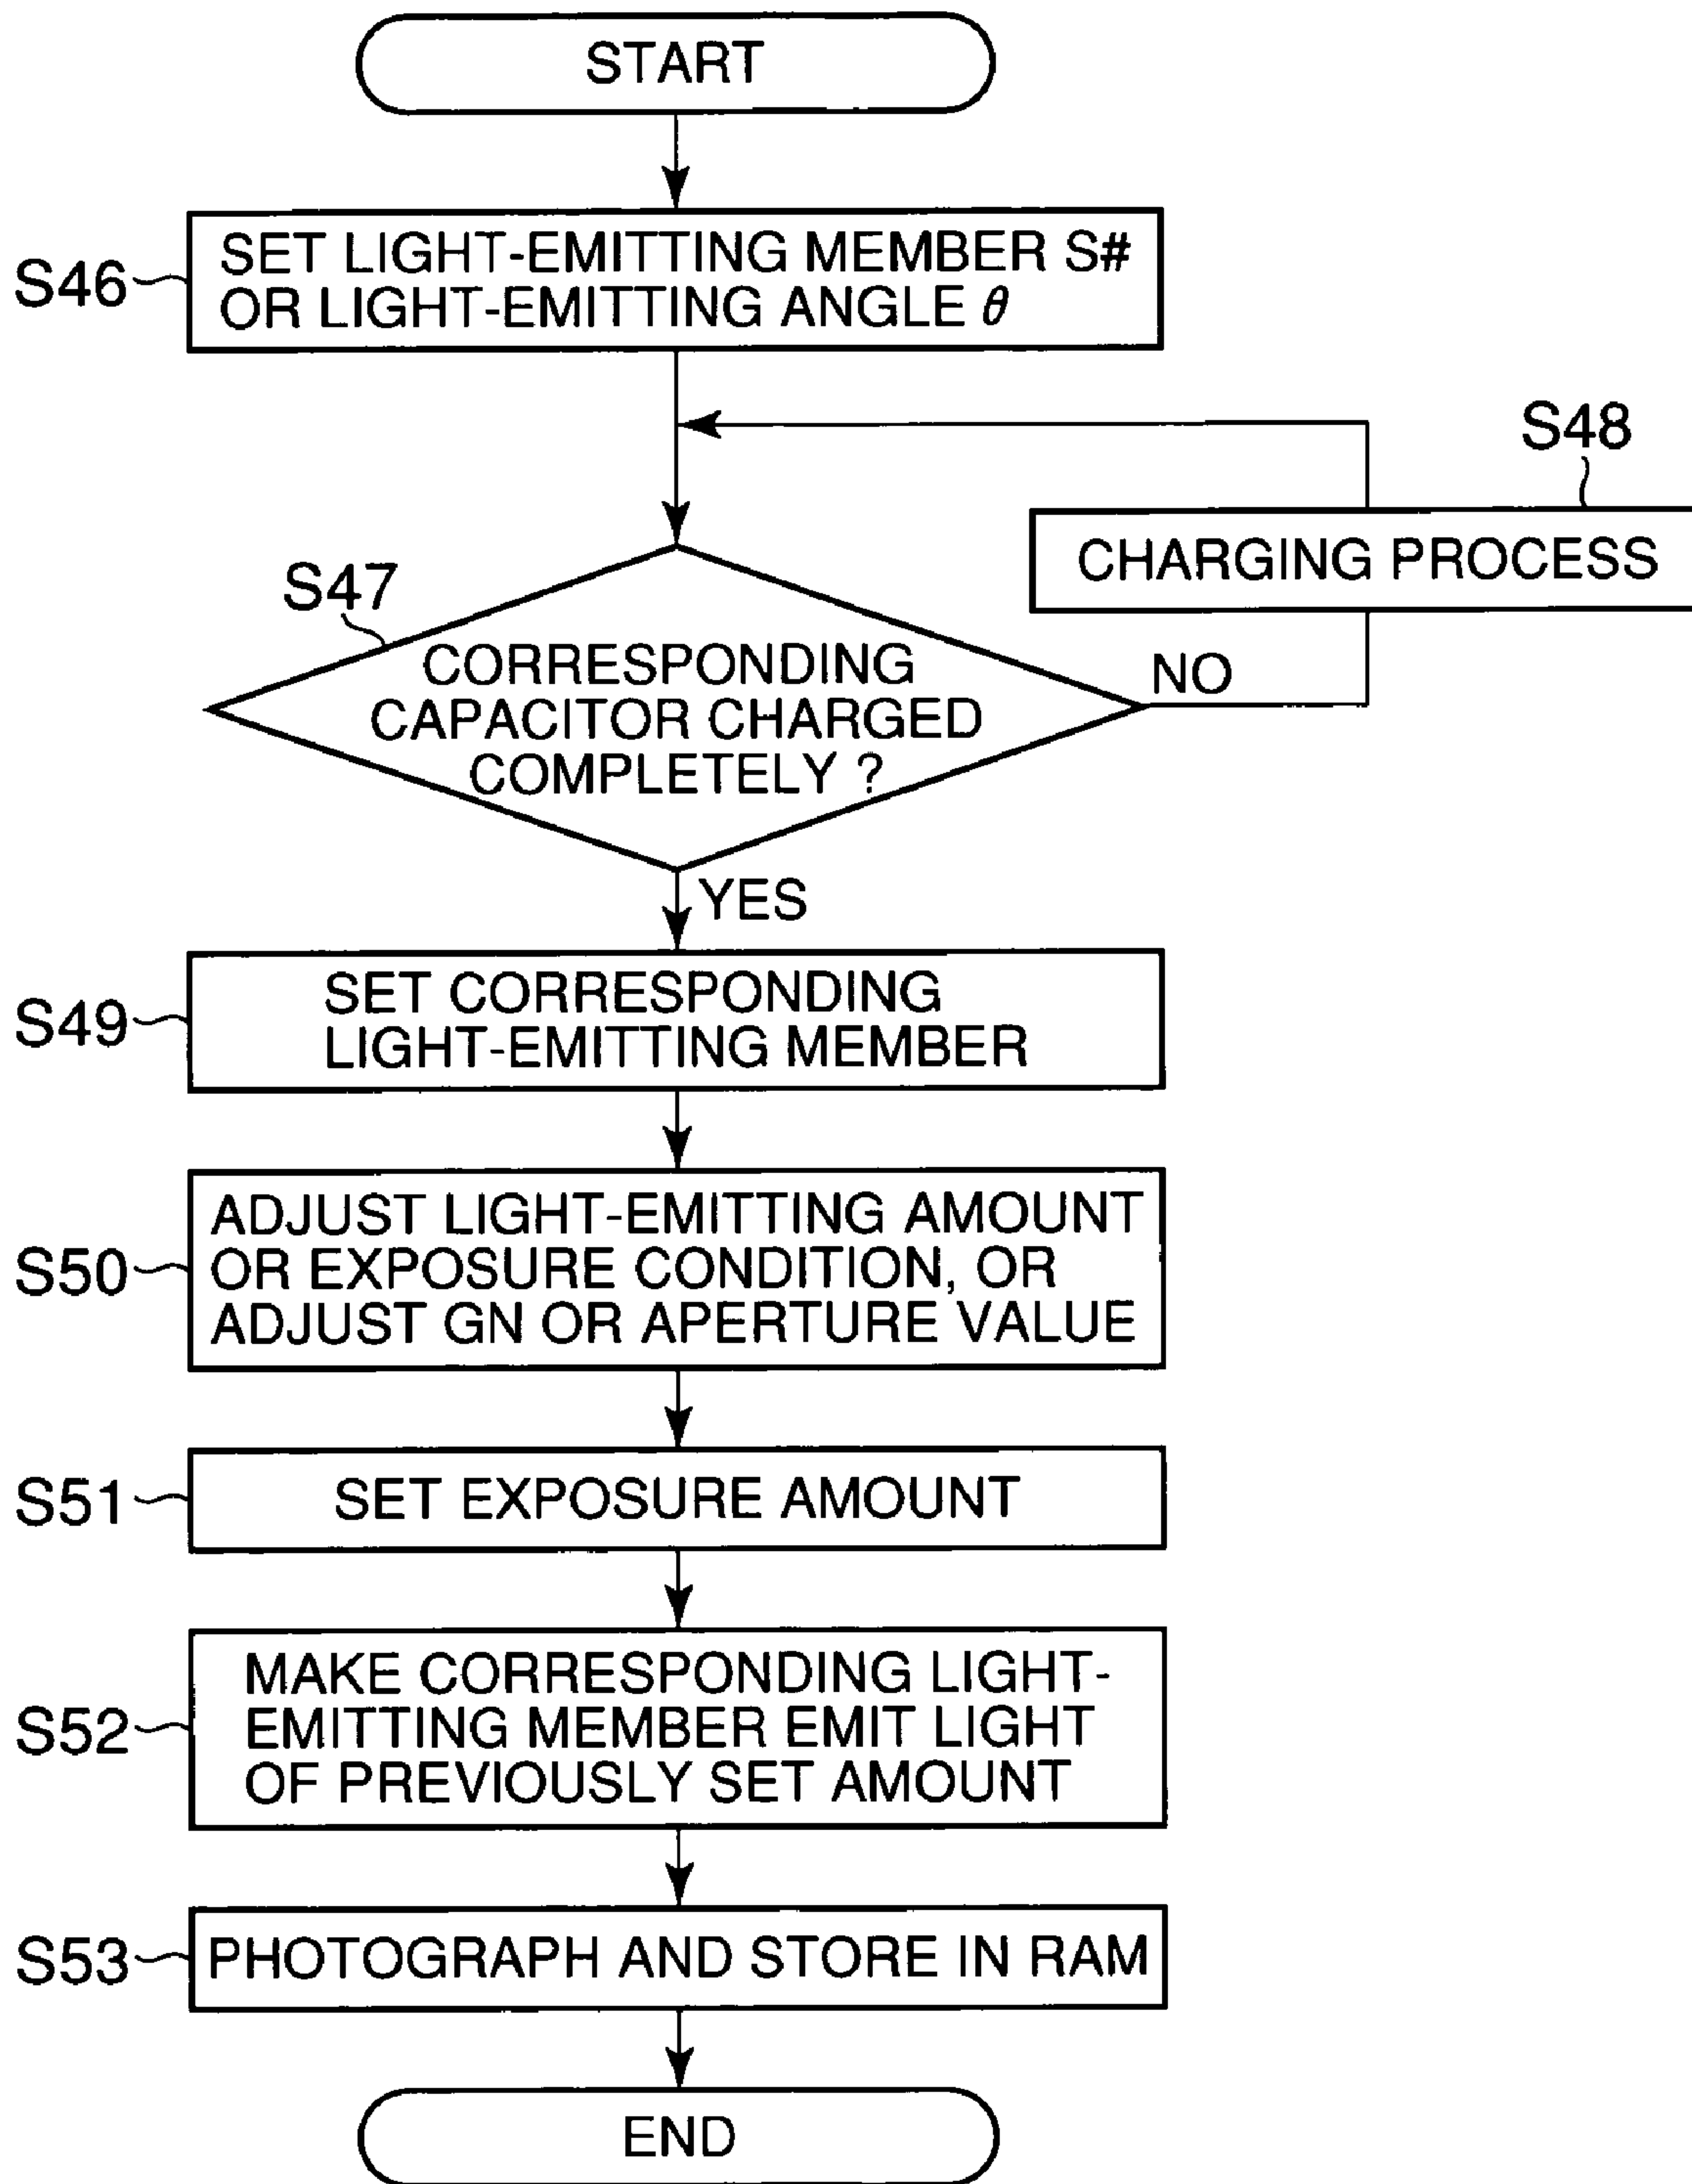 START
S46
SET LIGHT-EMITTING MEMBER S#
OR LIGHT-EMITTING ANGLE θ
S48
CHARGING PROCESS
S47
CORRESPONDING
CAPACITOR CHARGED
COMPLETELY ?
NO
YES
S49
SET CORRESPONDING
LIGHT-EMITTING MEMBER
S50
ADJUST LIGHT-EMITTING AMOUNT
OR EXPOSURE CONDITION, OR
ADJUST GN OR APERTURE VALUE
S51
SET EXPOSURE AMOUNT
S52
MAKE CORRESPONDING LIGHT-
EMITTING MEMBER EMIT LIGHT
OF PREVIOUSLY SET AMOUNT
S53
PHOTOGRAPH AND STORE IN RAM
END